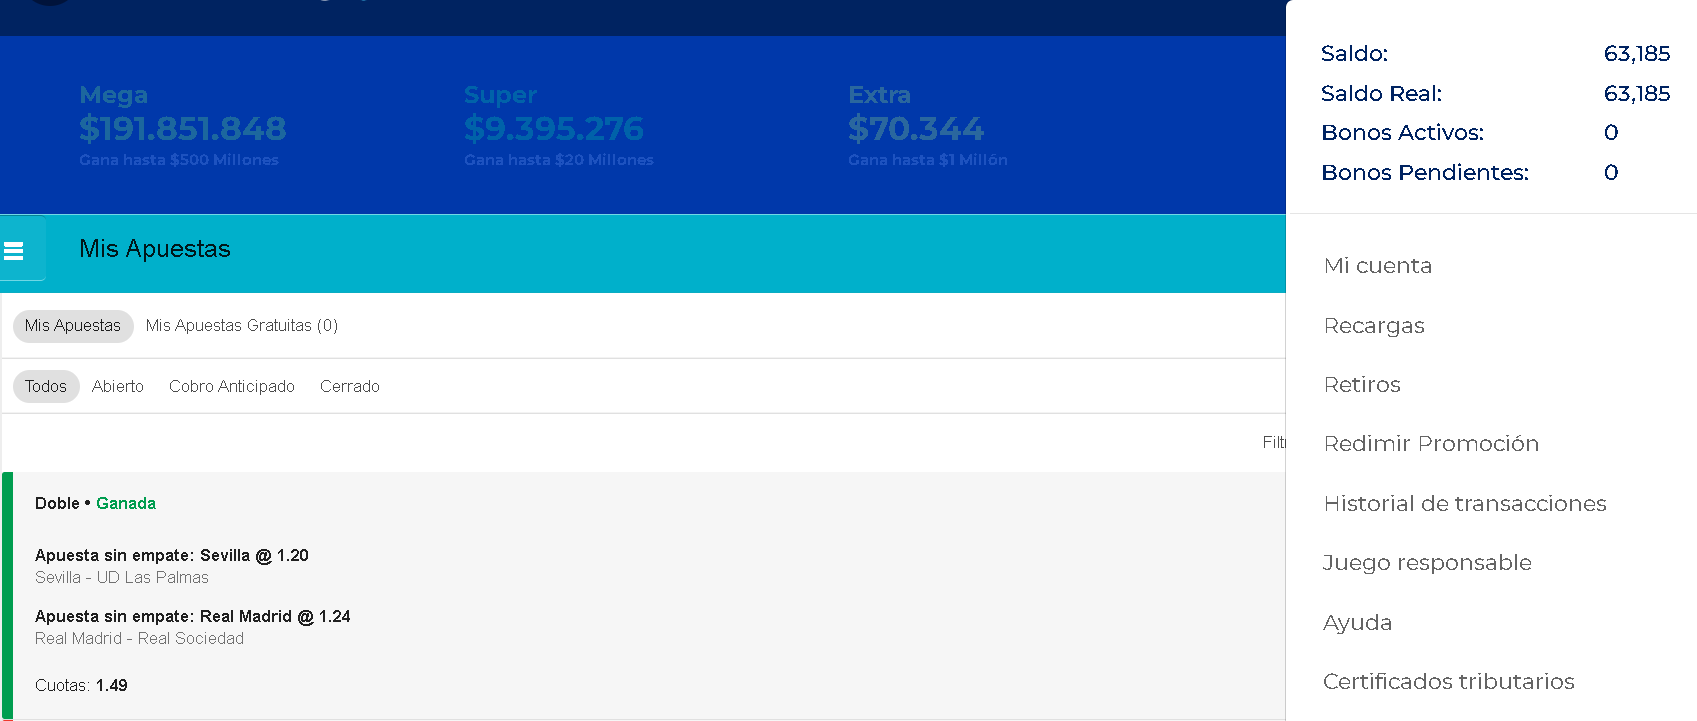 Mega
$191.851.848
Gana hasta $500 Millones
Super
$9.395.276
Gana hasta $20 Millones
Extra
$70.344
Gana hasta $1 Millón
Mis Apuestas
Mis Apuestas
Mis Apuestas Gratuitas (0)
Todos
Abierto
Cobro Anticipado
Cerrado
Doble • Ganada
Apuesta sin empate: Sevilla @ 1.20
Sevilla - UD Las Palmas
Apuesta sin empate: Real Madrid @ 1.24
Real Madrid - Real Sociedad
Cuotas: 1.49
Saldo: 63,185
Saldo Real: 63,185
Bonos Activos: 0
Bonos Pendientes: 0
Mi cuenta
Recargas
Retiros
Redimir Promoción
Historial de transacciones
Juego responsable
Ayuda
Certificados tributarios